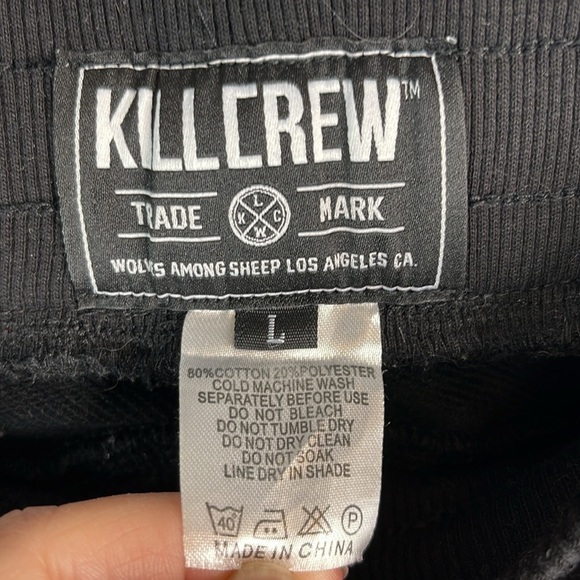 KILLCREW™
TRADE MARK
L
K C
W
WOLVES AMONG SHEEP LOS ANGELES CA.
L
80%COTTON 20%POLYESTER
COLD MACHINE WASH
SEPARATELY BEFORE USE
DO NOT BLEACH
DO NOT TUMBLE DRY
DO NOT DRY CLEAN
DO NOT SOAK
LINE DRY IN SHADE
40 P
MADE IN CHINA